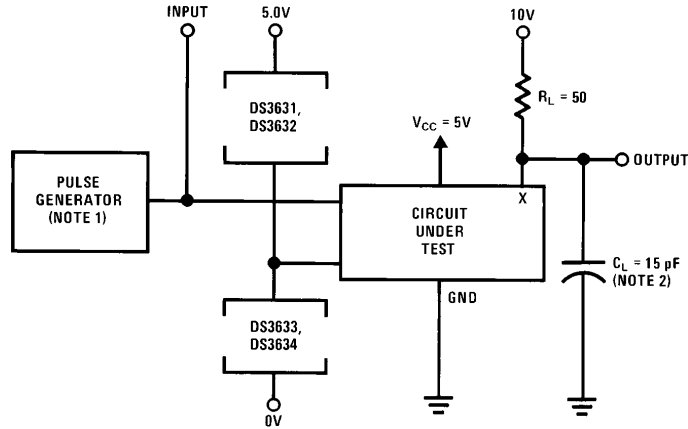 INPUT
5.0V
10V
DS3631,
DS3632
R_L = 50
V_CC = 5V
OUTPUT
PULSE
GENERATOR
(NOTE 1)
X
CIRCUIT
UNDER
TEST
C_L = 15 pF
(NOTE 2)
GND
DS3633,
DS3634
0V